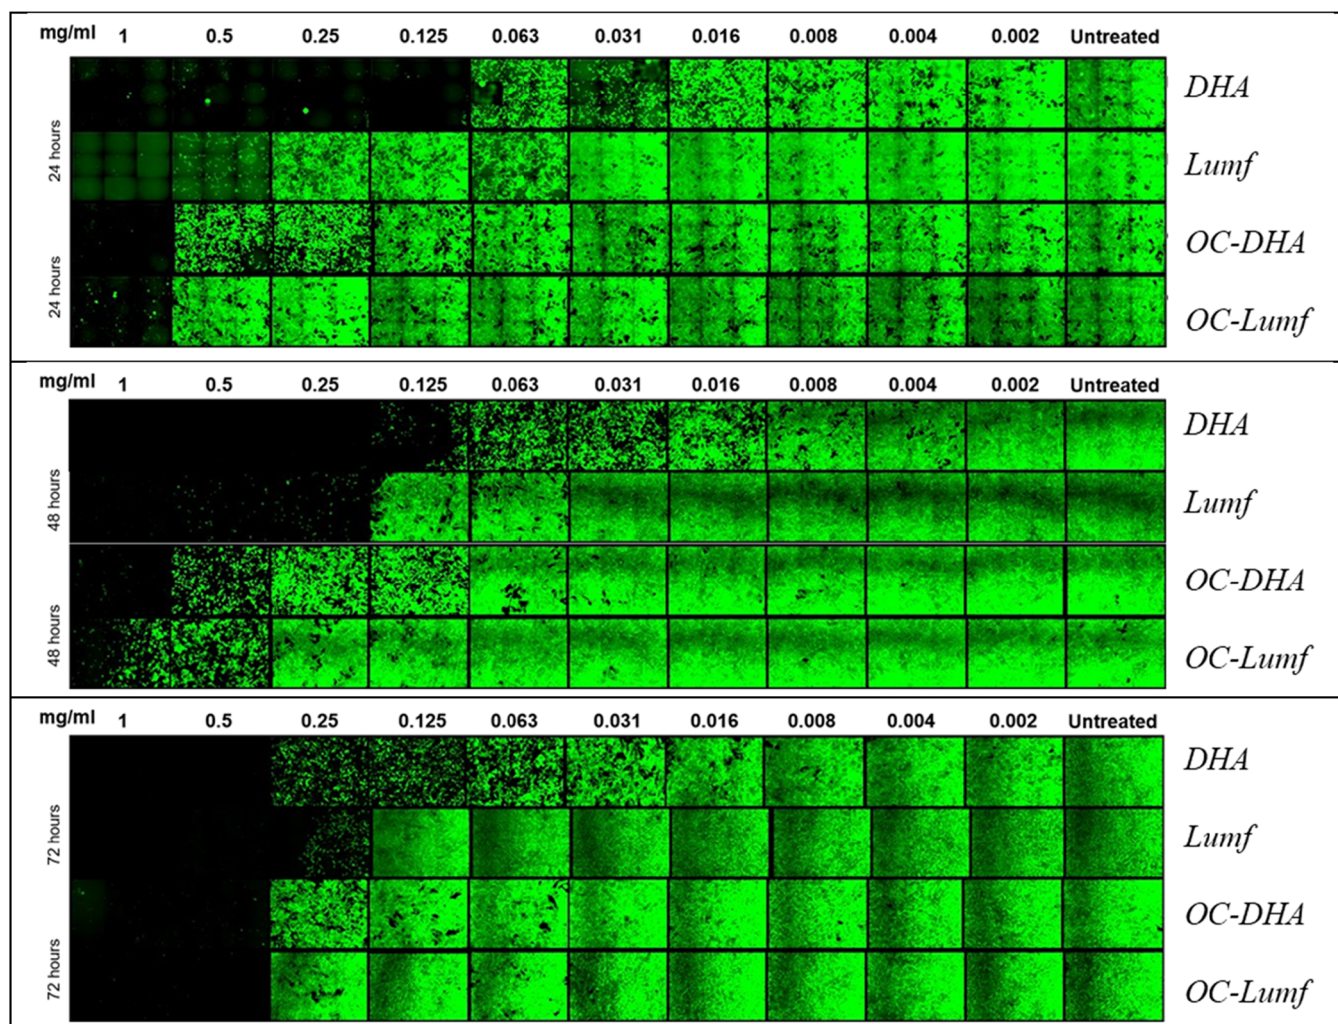 mg/ml 1 0.5 0.25 0.125 0.063 0.031 0.016 0.008 0.004 0.002 Untreated
24 hours
DHA
Lumf
24 hours
OC-DHA
OC-Lumf
mg/ml 1 0.5 0.25 0.125 0.063 0.031 0.016 0.008 0.004 0.002 Untreated
48 hours
DHA
Lumf
48 hours
OC-DHA
OC-Lumf
mg/ml 1 0.5 0.25 0.125 0.063 0.031 0.016 0.008 0.004 0.002 Untreated
72 hours
DHA
Lumf
72 hours
OC-DHA
OC-Lumf